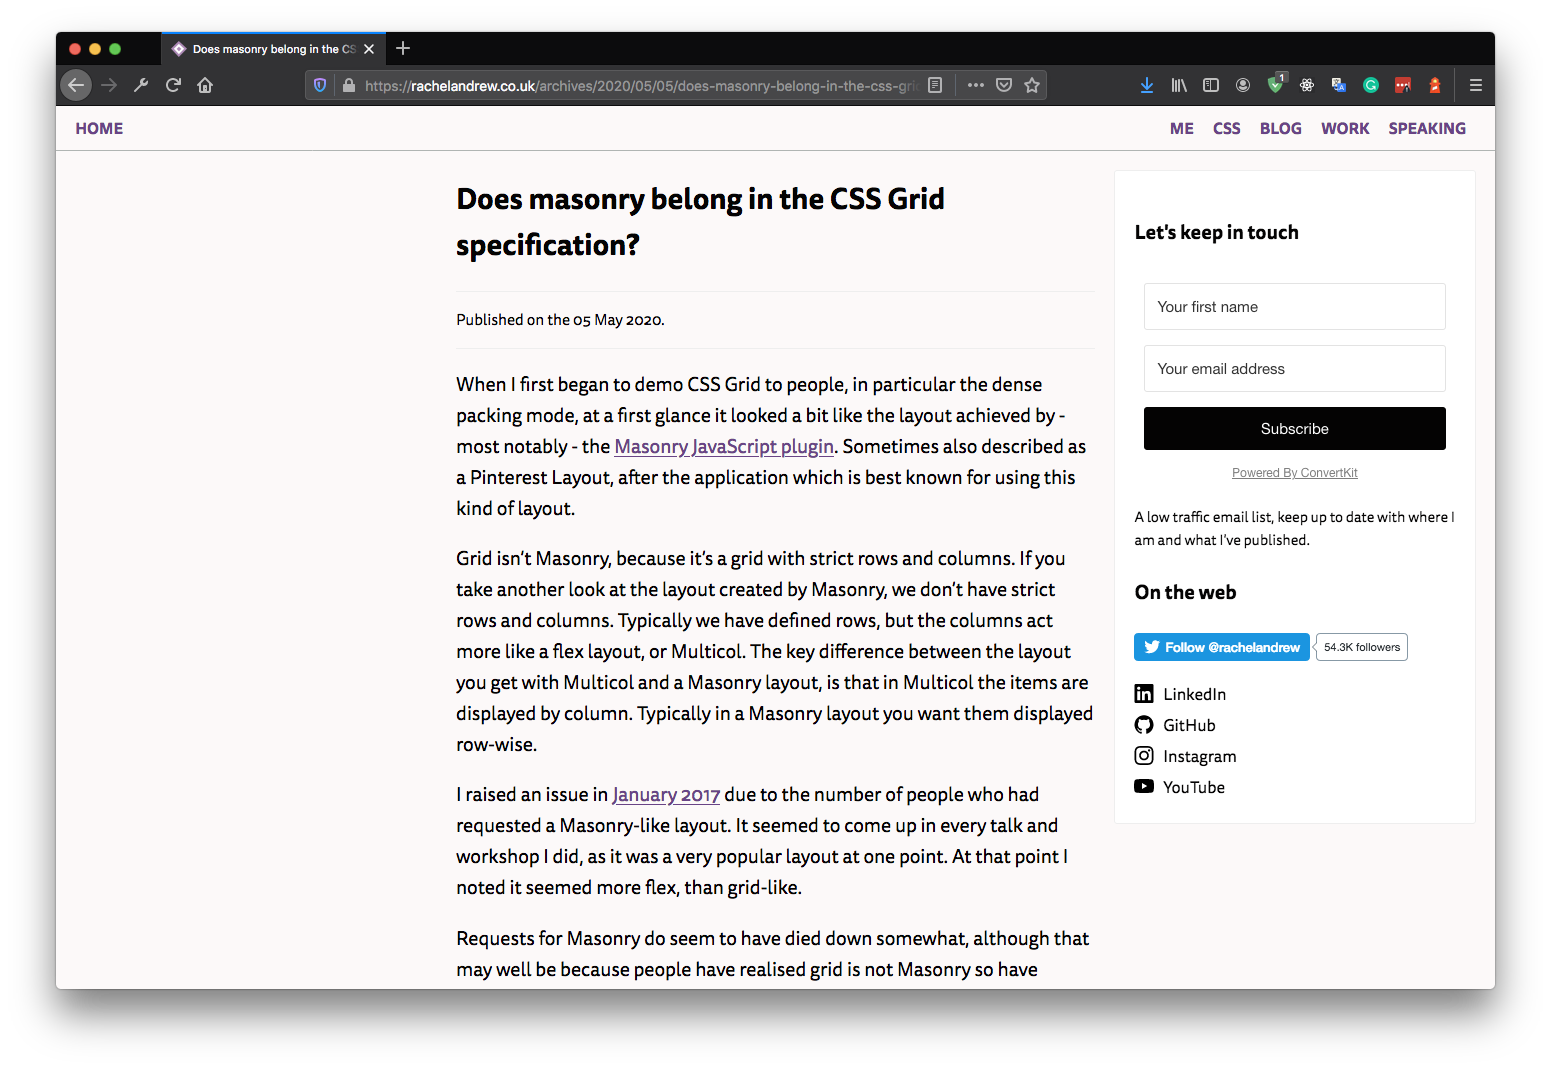 Does masonry belong in the CS
https://rachelandrew.co.uk/archives/2020/05/05/does-masonry-belong-in-the-css-grid
1
HOME
ME CSS BLOG WORK SPEAKING
Does masonry belong in the CSS Grid
specification?
Published on the 05 May 2020.
When I first began to demo CSS Grid to people, in particular the dense
packing mode, at a first glance it looked a bit like the layout achieved by -
most notably - the Masonry JavaScript plugin. Sometimes also described as
a Pinterest Layout, after the application which is best known for using this
kind of layout.
Grid isn't Masonry, because it's a grid with strict rows and columns. If you
take another look at the layout created by Masonry, we don't have strict
rows and columns. Typically we have defined rows, but the columns act
more like a flex layout, or Multicol. The key difference between the layout
you get with Multicol and a Masonry layout, is that in Multicol the items are
displayed by column. Typically in a Masonry layout you want them displayed
row-wise.
I raised an issue in January 2017 due to the number of people who had
requested a Masonry-like layout. It seemed to come up in every talk and
workshop I did, as it was a very popular layout at one point. At that point I
noted it seemed more flex, than grid-like.
Requests for Masonry do seem to have died down somewhat, although that
may well be because people have realised grid is not Masonry so have
Let's keep in touch
Your first name
Your email address
Subscribe
Powered By ConvertKit
A low traffic email list, keep up to date with where I
am and what I've published.
On the web
Follow @rachelandrew 54.3K followers
LinkedIn
GitHub
Instagram
YouTube